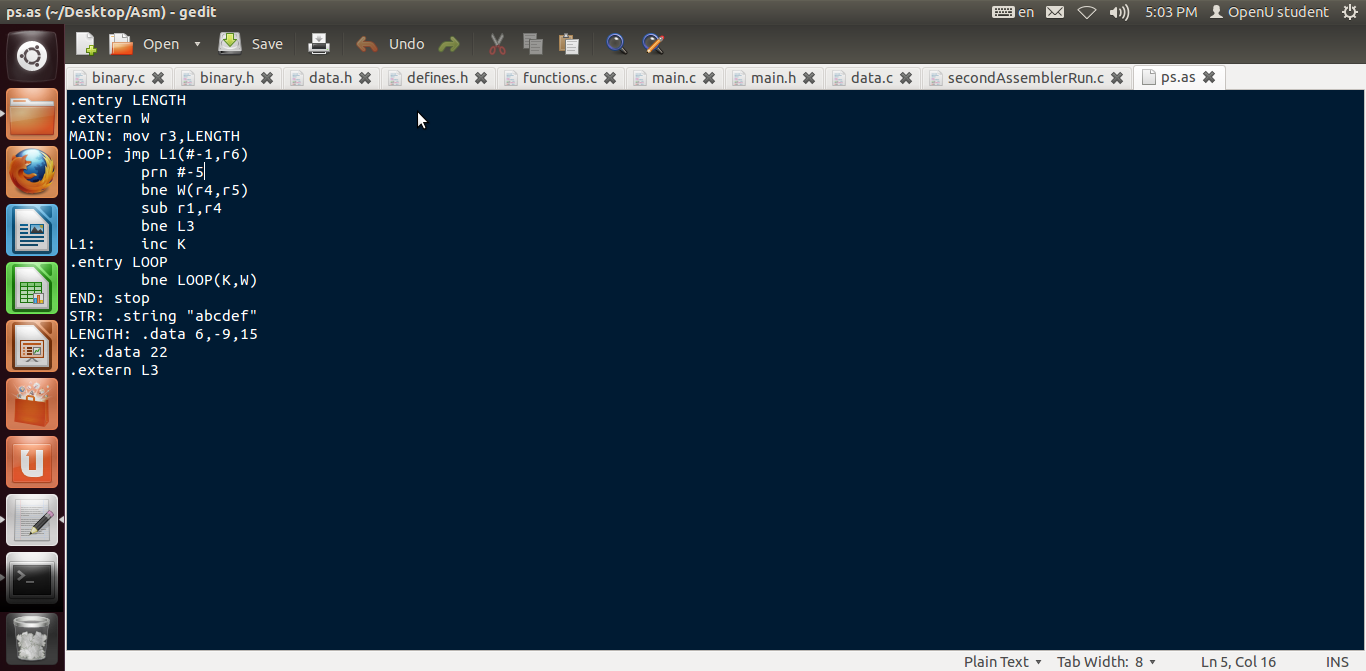 ps.as (~/Desktop/Asm) - gedit
en
5:03 PM
OpenU student
Open
Save
Undo
binary.c
binary.h
data.h
defines.h
functions.c
main.c
main.h
data.c
secondAssemblerRun.c
ps.as
.entry LENGTH
.extern W
MAIN: mov r3,LENGTH
LOOP: jmp L1(#-1,r6)
        prn #-5
        bne W(r4,r5)
        sub r1,r4
        bne L3
L1:     inc K
.entry LOOP
        bne LOOP(K,W)
END: stop
STR: .string "abcdef"
LENGTH: .data 6,-9,15
K: .data 22
.extern L3
Plain Text
Tab Width: 8
Ln 5, Col 16
INS